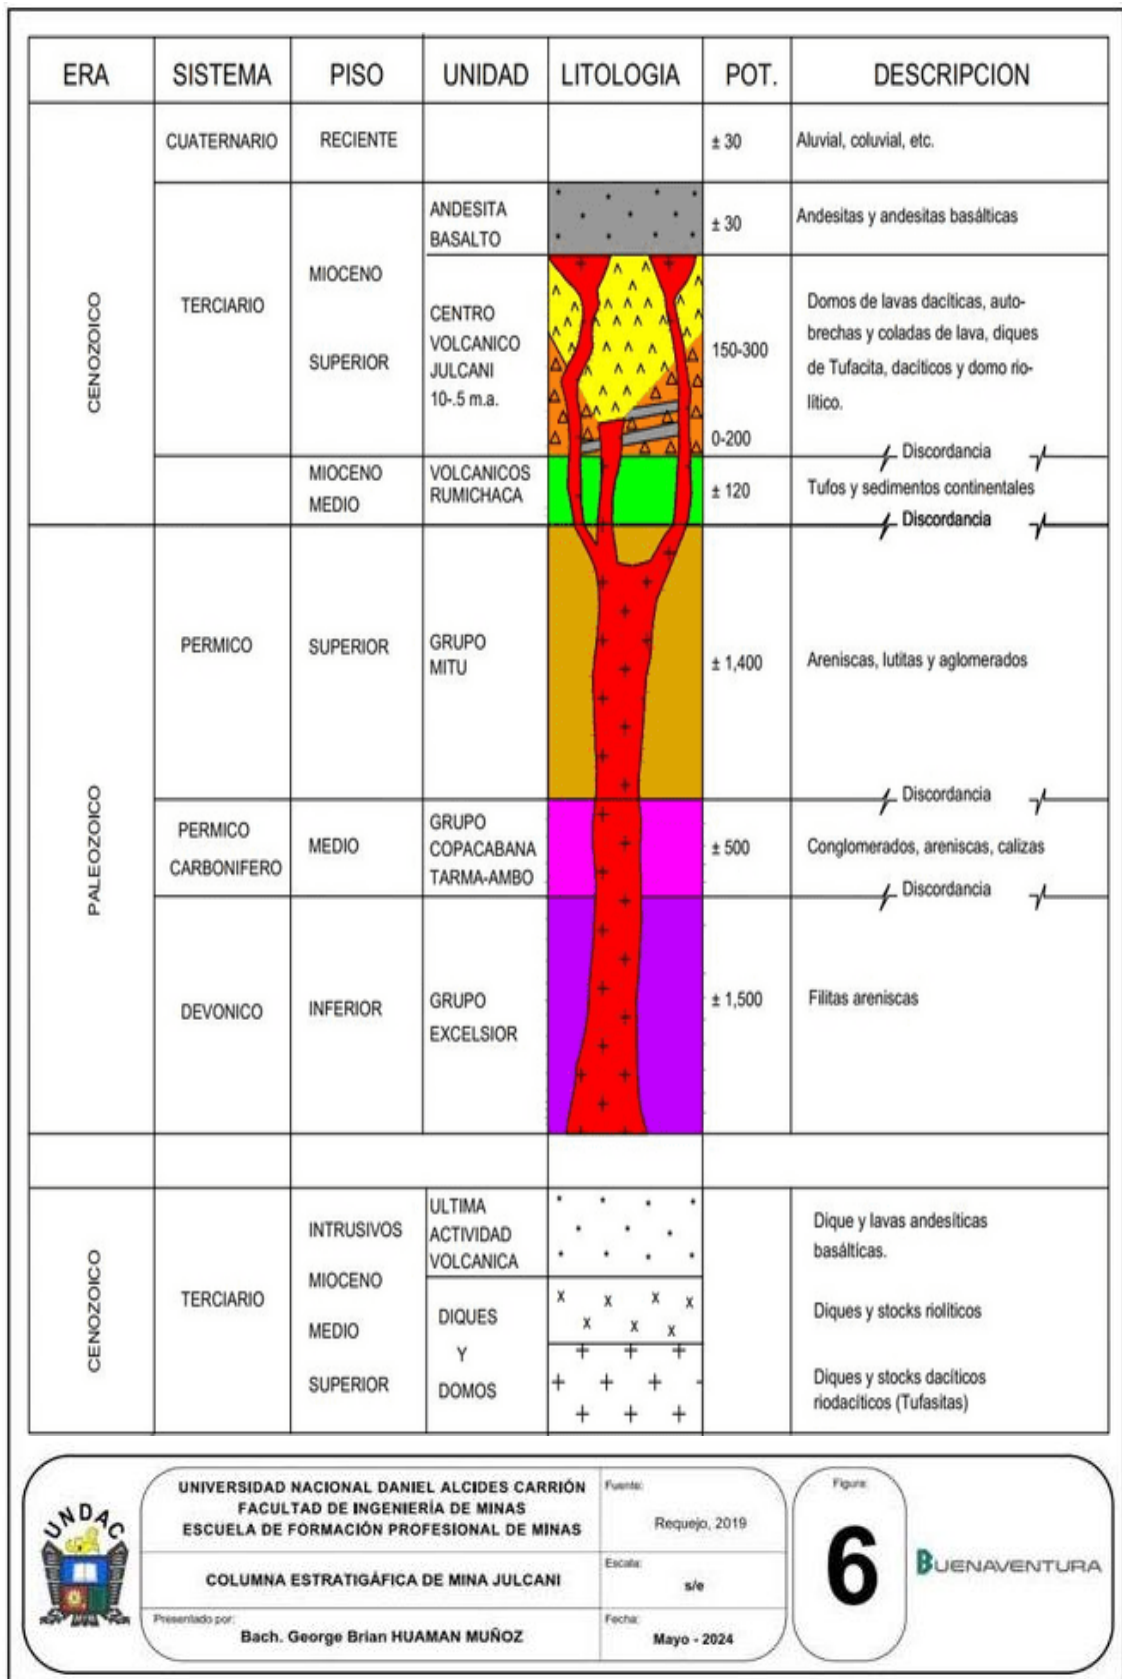 ERA SISTEMA PISO UNIDAD LITOLOGIA POT. DESCRIPCION
CENOZOICO
CUATERNARIO RECIENTE ± 30 Aluvial, coluvial, etc.
TERCIARIO
MIOCENO
SUPERIOR
ANDESITA
BASALTO
± 30 Andesitas y andesitas basálticas
CENTRO
VOLCANICO
JULCANI
10-.5 m.a.
150-300
0-200
Domos de lavas dacíticas, auto-
brechas y coladas de lava, diques
de Tufacita, dacíticos y domo rio-
lítico.
Discordancia
MIOCENO
MEDIO
VOLCANICOS
RUMICHACA
± 120 Tufos y sedimentos continentales
Discordancia
PALEOZOICO
PERMICO SUPERIOR
GRUPO
MITU
± 1,400 Areniscas, lutitas y aglomerados
Discordancia
PERMICO
CARBONIFERO
MEDIO
GRUPO
COPACABANA
TARMA-AMBO
± 500 Conglomerados, areniscas, calizas
Discordancia
DEVONICO INFERIOR
GRUPO
EXCELSIOR
± 1,500 Filitas areniscas
CENOZOICO
TERCIARIO
INTRUSIVOS
MIOCENO
MEDIO
SUPERIOR
ULTIMA
ACTIVIDAD
VOLCANICA
Dique y lavas andesíticas
basálticas.
DIQUES
Y
DOMOS
Diques y stocks riolíticos
Diques y stocks dacíticos
riodacíticos (Tufasitas)
UNDAC
UNIVERSIDAD NACIONAL DANIEL ALCIDES CARRIÓN
FACULTAD DE INGENIERÍA DE MINAS
ESCUELA DE FORMACIÓN PROFESIONAL DE MINAS
COLUMNA ESTRATIGÁFICA DE MINA JULCANI
Presentado por:
Bach. George Brian HUAMAN MUÑOZ
Fuente:
Requejo, 2019
Escala:
s/e
Fecha:
Mayo - 2024
Figura:
6
BUENAVENTURA